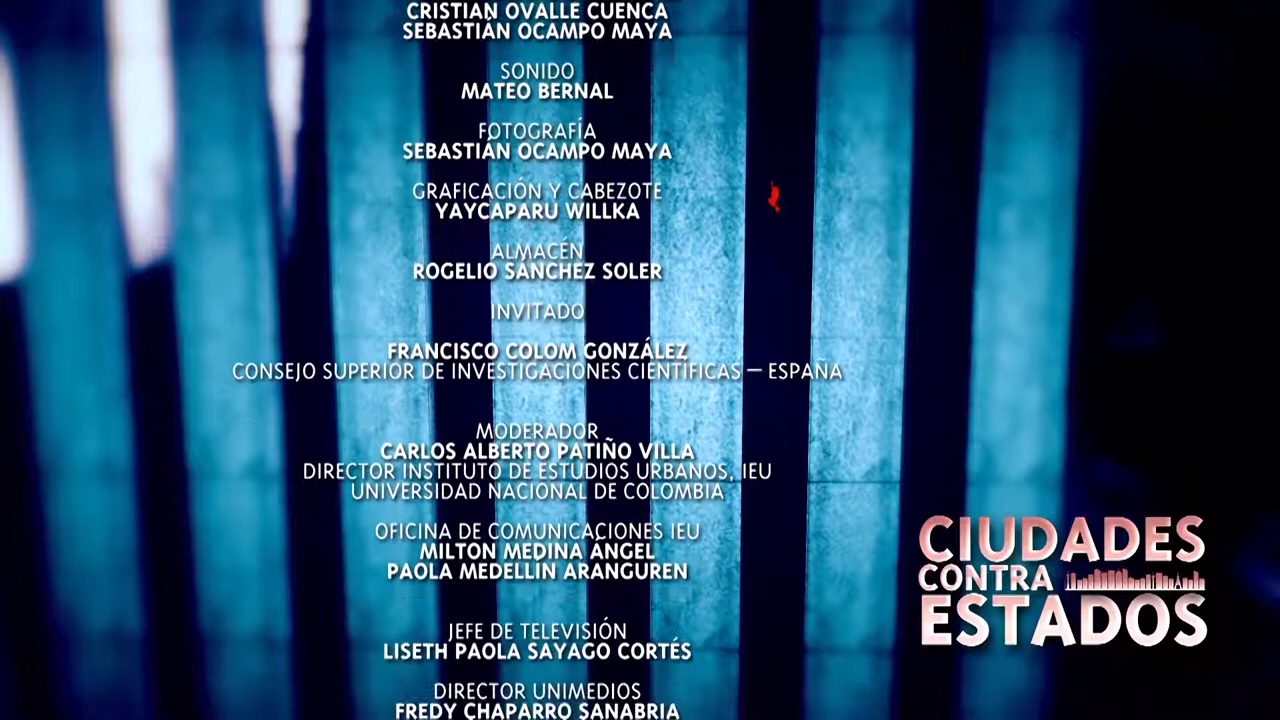 CRISTIAN OVALLE CUENCA
SEBASTIÁN OCAMPO MAYA
SONIDO
MATEO BERNAL
FOTOGRAFÍA
SEBASTIÁN OCAMPO MAYA
GRAFICACIÓN Y CABEZOTE
YAYCAPARU WILLKA
ALMACÉN
ROGELIO SÁNCHEZ SOLER
INVITADO
FRANCISCO COLOM GONZÁLEZ
CONSEJO SUPERIOR DE INVESTIGACIONES CIENTÍFICAS – ESPAÑA
MODERADOR
CARLOS ALBERTO PATIÑO VILLA
DIRECTOR INSTITUTO DE ESTUDIOS URBANOS, IEU
UNIVERSIDAD NACIONAL DE COLOMBIA
OFICINA DE COMUNICACIONES IEU
MILTON MEDINA ÁNGEL
PAOLA MEDELLÍN ARANGUREN
JEFE DE TELEVISIÓN
LISETH PAOLA SAYAGO CORTÉS
DIRECTOR UNIMEDIOS
FREDY CHAPARRO SANABRIA
CIUDADES
CONTRA
ESTADOS